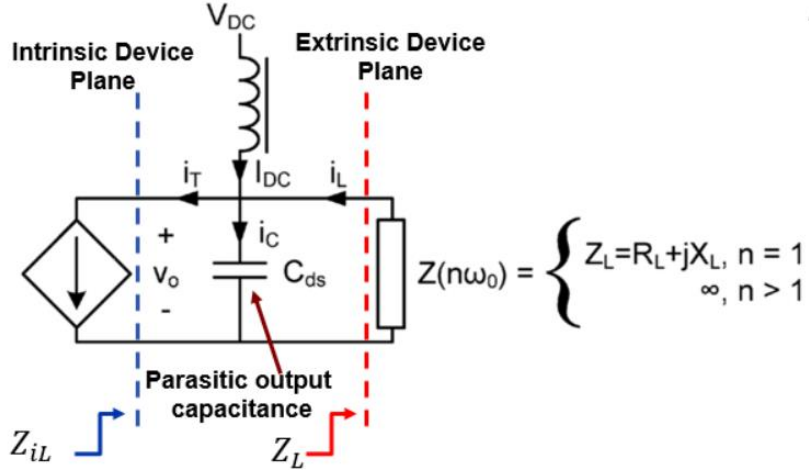 V_DC
Intrinsic Device
Plane
Extrinsic Device
Plane
i_T
I_DC
i_L
+
v_o
-
i_C
C_ds
Z(nω₀) = { Z_L=R_L+jX_L, n = 1
∞, n > 1
Parasitic output
capacitance
Z_iL
Z_L